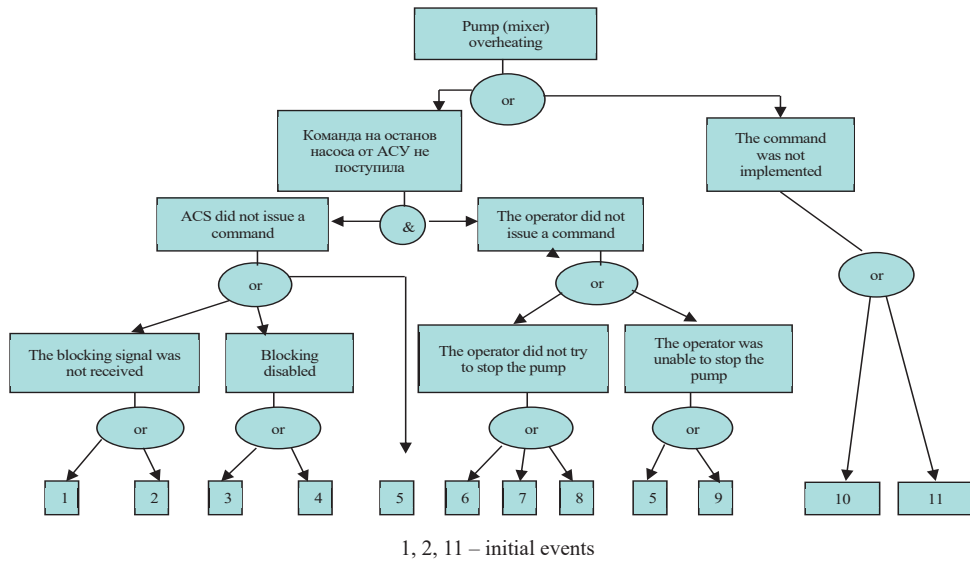 Pump (mixer)
overheating
or
Команда на останов
насоса от АСУ не
поступила
The command
was not
implemented
ACS did not issue a
command
&
The operator did not
issue a command
or
or
or
The blocking signal was
not received
Blocking
disabled
The operator did not try
to stop the pump
The operator was
unable to stop the
pump
or
or
or
or
1
2
3
4
5
6
7
8
5
9
10
11
1, 2, 11 – initial events